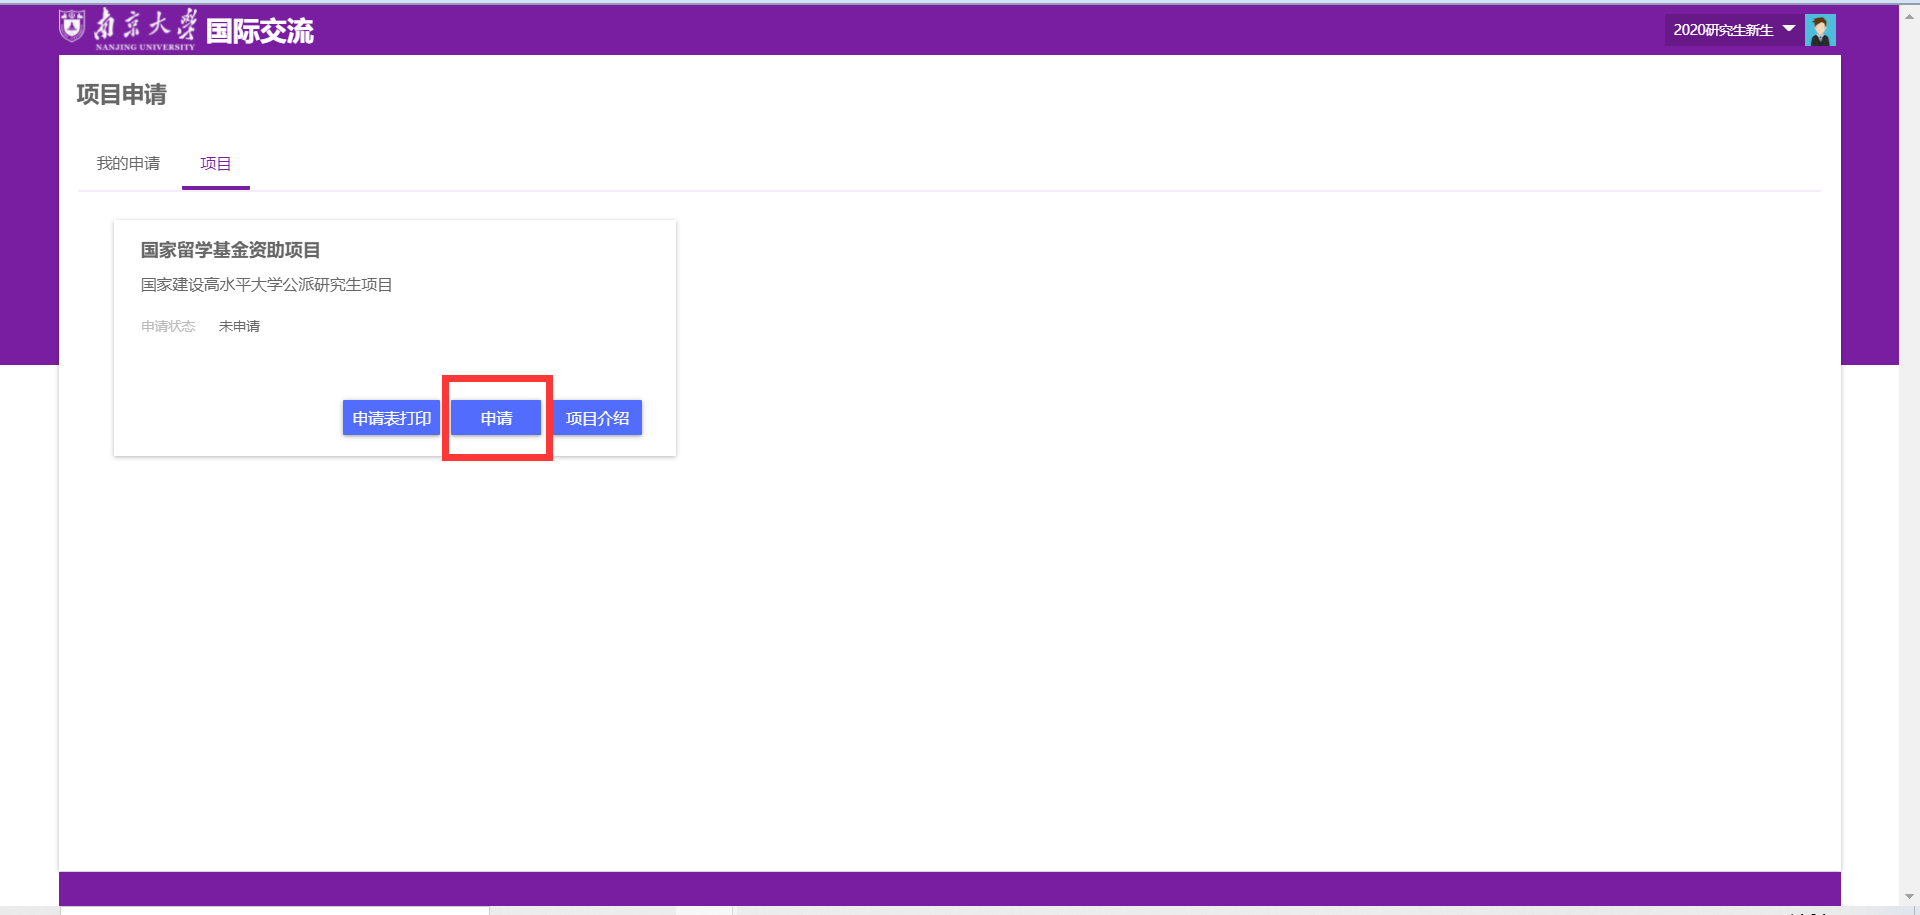 南京大学 国际交流
NANJING UNIVERSITY
2020研究生新生
项目申请
我的申请 项目
国家留学基金资助项目
国家建设高水平大学公派研究生项目
申请状态 未申请
申请表打印 申请 项目介绍